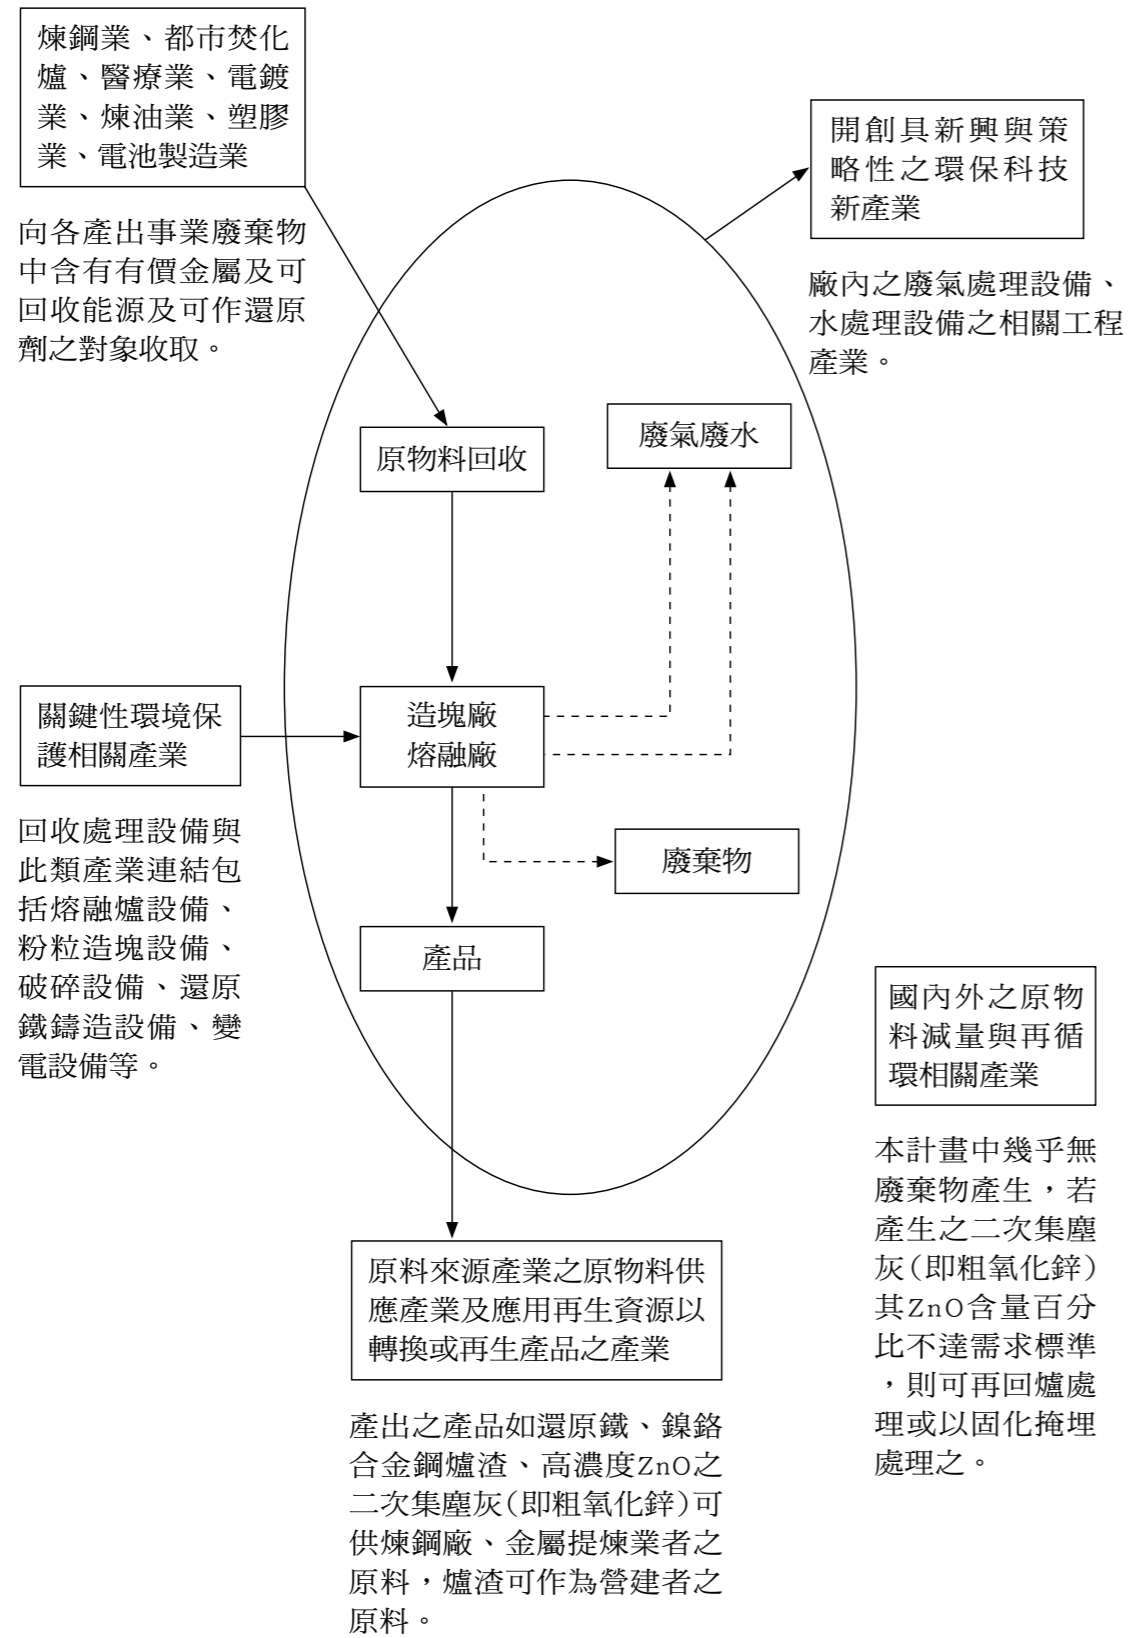 煉鋼業、都市焚化
爐、醫療業、電鍍
業、煉油業、塑膠
業、電池製造業
向各產出事業廢棄物
中含有有價金屬及可
回收能源及可作還原
劑之對象收取。
開創具新興與策
略性之環保科技
新產業
廠內之廢氣處理設備、
水處理設備之相關工程
產業。
原物料回收
廢氣廢水
關鍵性環境保
護相關產業
造塊廠
熔融廠
回收處理設備與
此類產業連結包
括熔融爐設備、
粉粒造塊設備、
破碎設備、還原
鐵鑄造設備、變
電設備等。
廢棄物
產品
國內外之原物
料減量與再循
環相關產業
本計畫中幾乎無
廢棄物產生，若
產生之二次集塵
灰(即粗氧化鋅)
其ZnO含量百分
比不達需求標準
，則可再回爐處
理或以固化掩埋
處理之。
原料來源產業之原物料供
應產業及應用再生資源以
轉換或再生產品之產業
產出之產品如還原鐵、鎳鉻
合金鋼爐渣、高濃度ZnO之
二次集塵灰(即粗氧化鋅)可
供煉鋼廠、金屬提煉業者之
原料，爐渣可作為營建者之
原料。